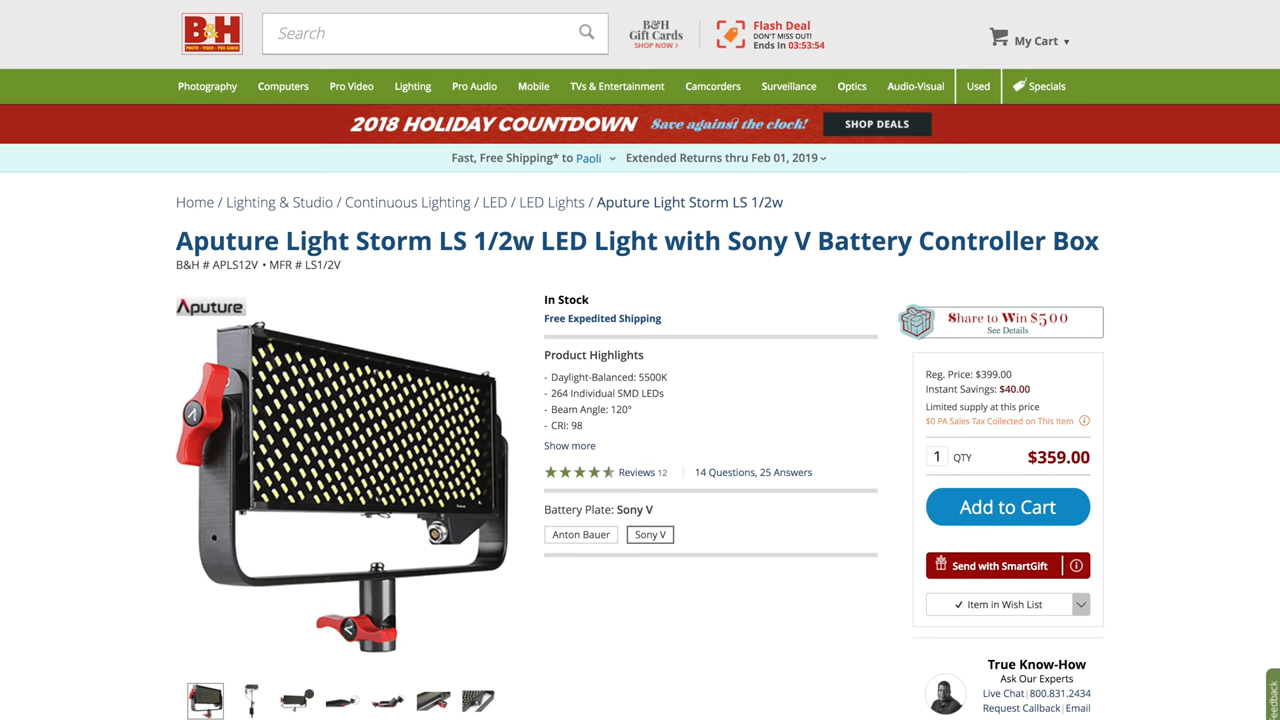 B&H
PHOTO - VIDEO - PRO AUDIO
Search
B&H
Gift Cards
SHOP NOW >
Flash Deal
DON'T MISS OUT!
Ends In 03:53:54
My Cart
Photography Computers Pro Video Lighting Pro Audio Mobile TVs & Entertainment Camcorders Surveillance Optics Audio-Visual Used Specials
2018 HOLIDAY COUNTDOWN Save against the clock! SHOP DEALS
Fast, Free Shipping* to Paoli Extended Returns thru Feb 01, 2019
Home / Lighting & Studio / Continuous Lighting / LED / LED Lights / Aputure Light Storm LS 1/2w
Aputure Light Storm LS 1/2w LED Light with Sony V Battery Controller Box
B&H # APLS12V • MFR # LS1/2V
Aputure
In Stock
Free Expedited Shipping
Product Highlights
- Daylight-Balanced: 5500K
- 264 Individual SMD LEDs
- Beam Angle: 120°
- CRI: 98
Show more
Reviews 12 14 Questions, 25 Answers
Battery Plate: Sony V
Anton Bauer Sony V
Share to Win $500
See Details
Reg. Price: $399.00
Instant Savings: $40.00
Limited supply at this price
$0 PA Sales Tax Collected on This Item
1 QTY $359.00
Add to Cart
Send with SmartGift
✓ Item in Wish List
True Know-How
Ask Our Experts
Live Chat | 800.831.2434
Request Callback | Email